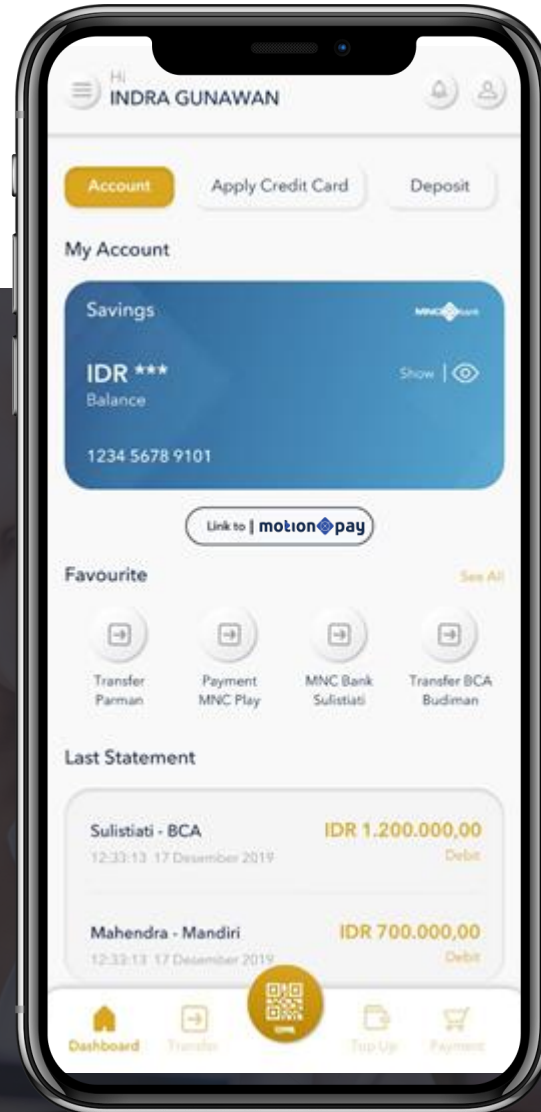 Hi
INDRA GUNAWAN
Account
Apply Credit Card
Deposit
My Account
Savings
MNC bank
IDR ***
Show |
Balance
1234 5678 9101
Link to | motion pay
Favourite
See All
Transfer Parman
Payment MNC Play
MNC Bank Sulistiati
Transfer BCA Budiman
Last Statement
Sulistiati - BCA
IDR 1.200.000,00
12:33:13 17 Desember 2019
Debit
Mahendra - Mandiri
IDR 700.000,00
12:33:13 17 Desember 2019
Debit
Dashboard
Transfer
Top Up
Payment